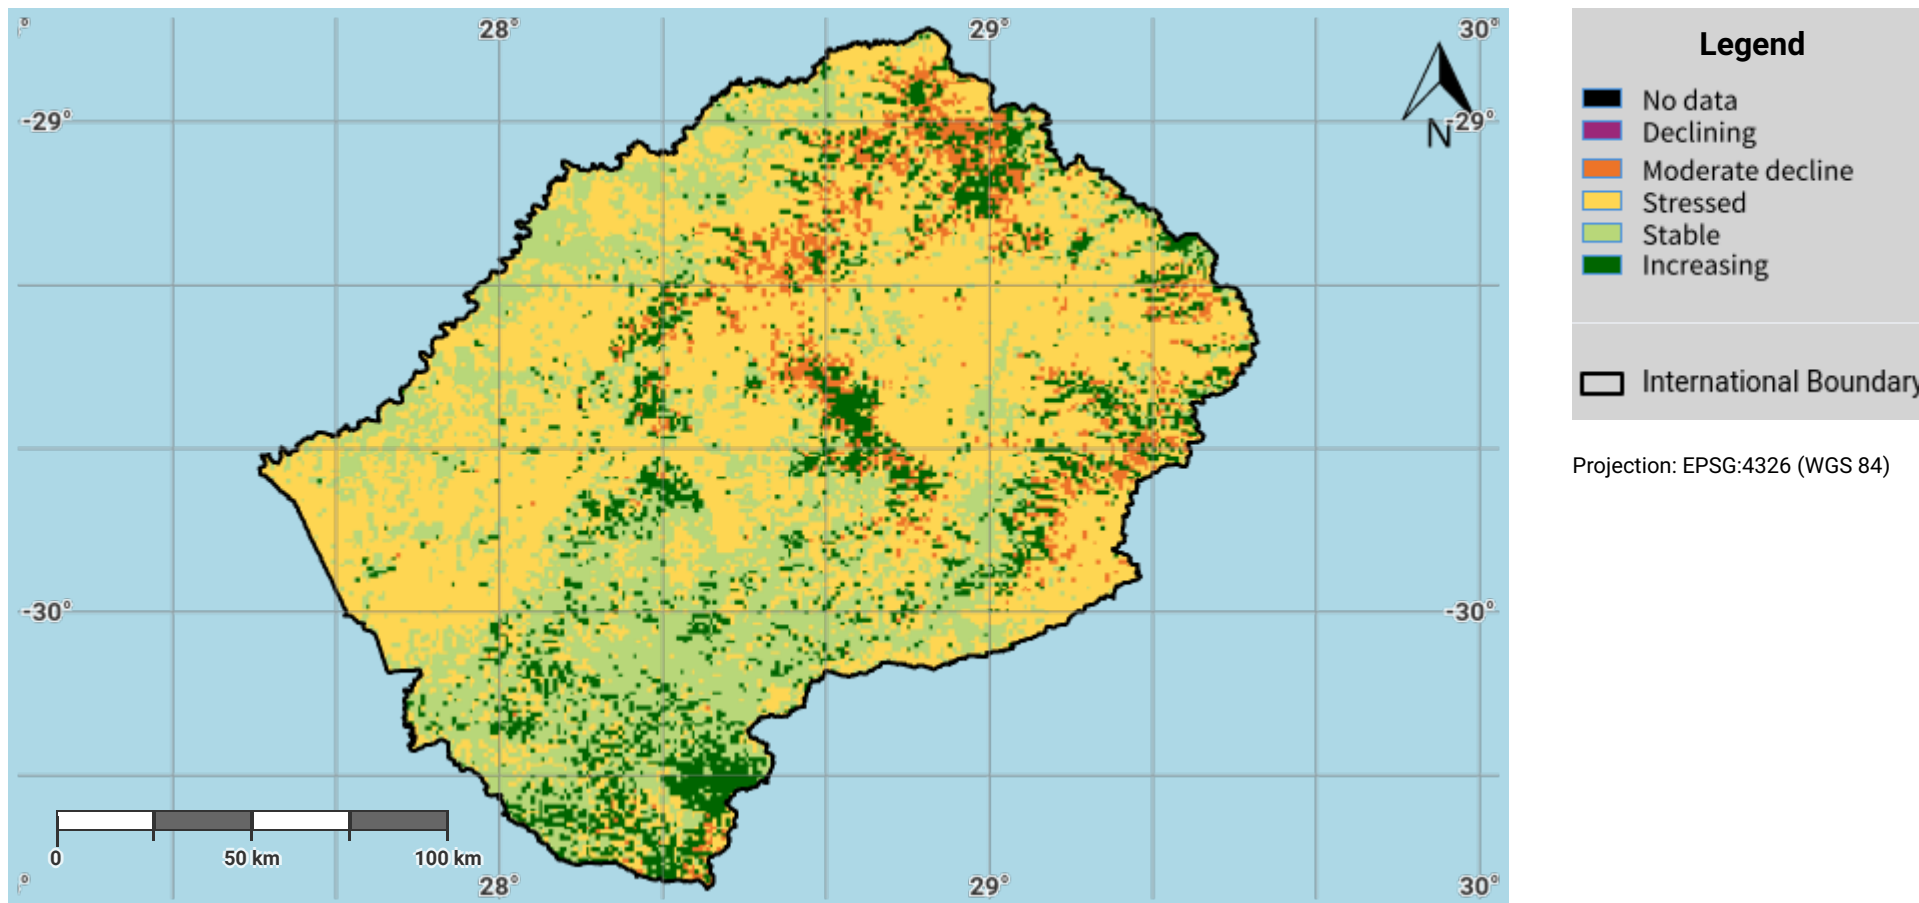 28°
29°
30°
-29°
-29°
N
-30°
-30°
0
50 km
100 km
28°
29°
30°
Legend
No data
Declining
Moderate decline
Stressed
Stable
Increasing
International Boundary
Projection: EPSG:4326 (WGS 84)